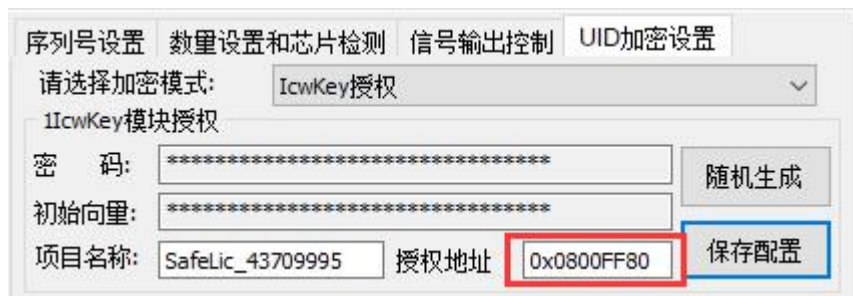 序列号设置 数量设置和芯片检测 信号输出控制 UID加密设置
请选择加密模式: IcwKey授权
1IcwKey模块授权
密 码: ******************************** 随机生成
初始向量: ********************************
项目名称: SafeLic_43709995 授权地址 0x0800FF80 保存配置